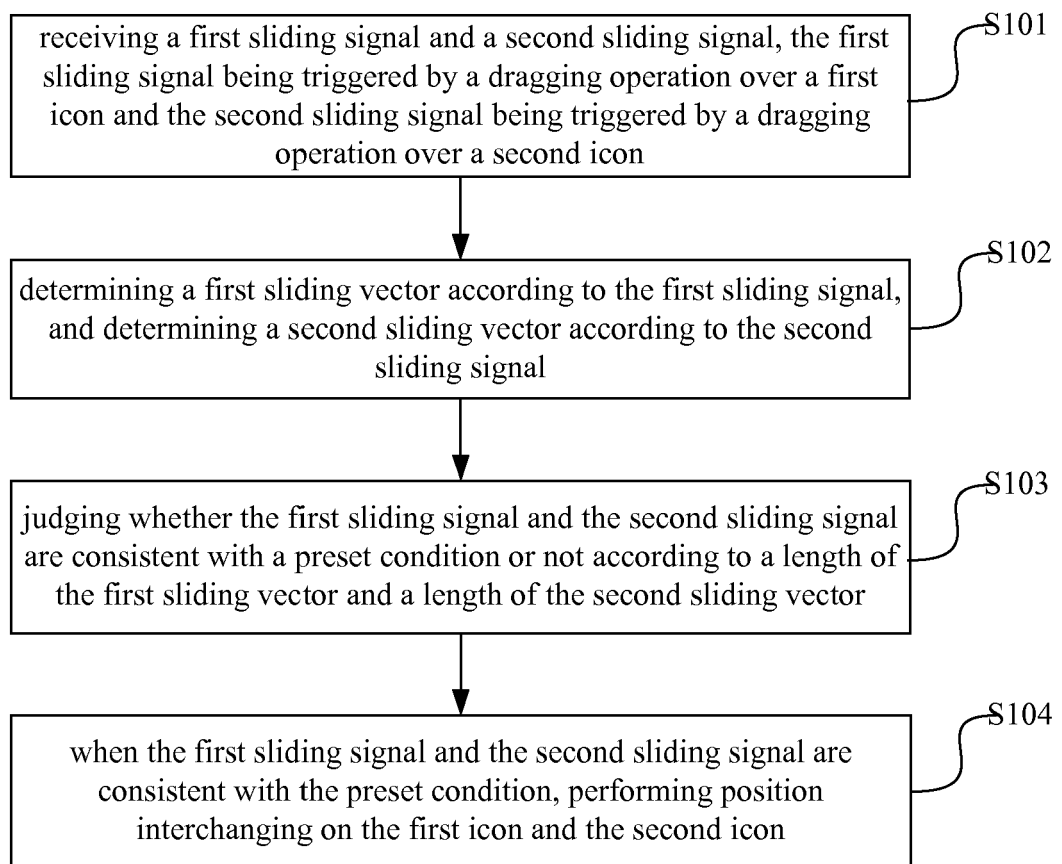 receiving a first sliding signal and a second sliding signal, the first
sliding signal being triggered by a dragging operation over a first
icon and the second sliding signal being triggered by a dragging
operation over a second icon
S101
determining a first sliding vector according to the first sliding signal,
and determining a second sliding vector according to the second
sliding signal
S102
judging whether the first sliding signal and the second sliding signal
are consistent with a preset condition or not according to a length of
the first sliding vector and a length of the second sliding vector
S103
when the first sliding signal and the second sliding signal are
consistent with the preset condition, performing position
interchanging on the first icon and the second icon
S104